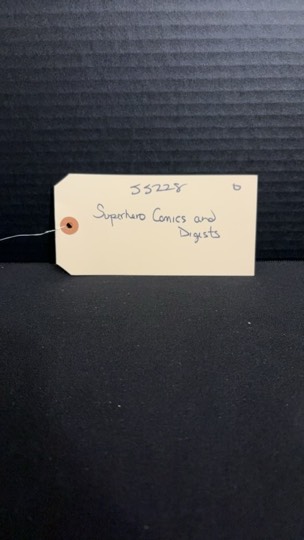 JS228 D
Superhero Comics and
Digests